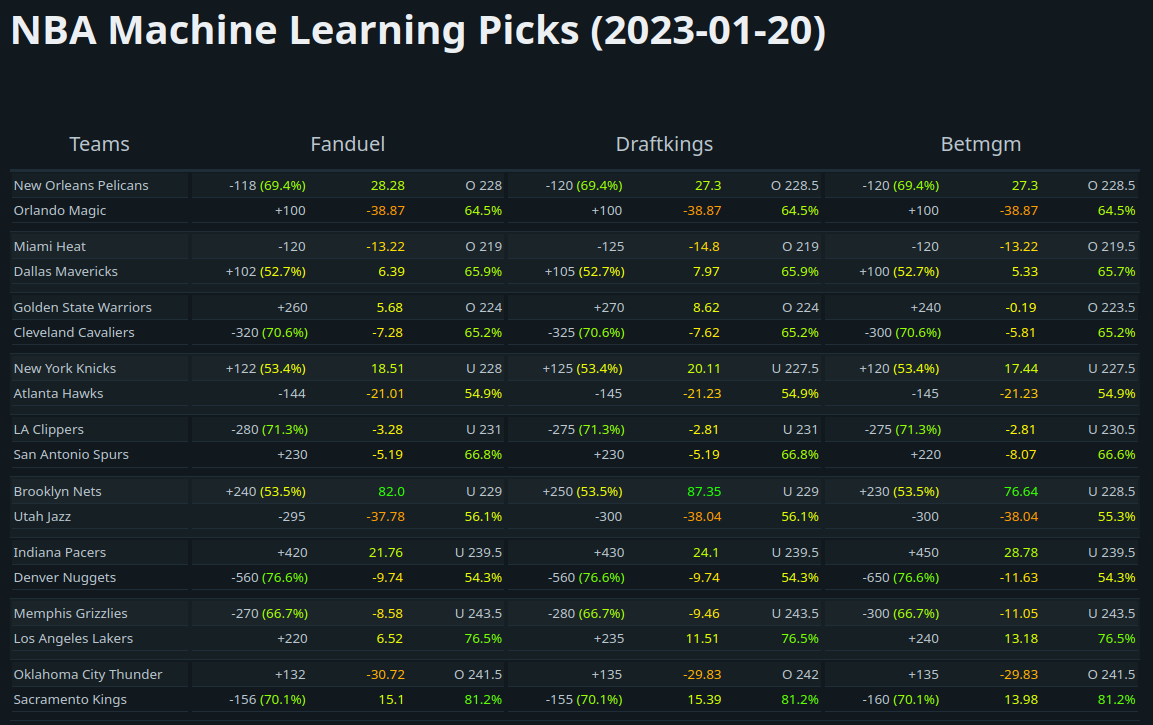 NBA Machine Learning Picks (2023-01-20)
Teams Fanduel Draftkings Betmgm
New Orleans Pelicans -118 (69.4%) 28.28 O 228 -120 (69.4%) 27.3 O 228.5 -120 (69.4%) 27.3 O 228.5
Orlando Magic +100 -38.87 64.5% +100 -38.87 64.5% +100 -38.87 64.5%
Miami Heat -120 -13.22 O 219 -125 -14.8 O 219 -120 -13.22 O 219.5
Dallas Mavericks +102 (52.7%) 6.39 65.9% +105 (52.7%) 7.97 65.9% +100 (52.7%) 5.33 65.7%
Golden State Warriors +260 5.68 O 224 +270 8.62 O 224 +240 -0.19 O 223.5
Cleveland Cavaliers -320 (70.6%) -7.28 65.2% -325 (70.6%) -7.62 65.2% -300 (70.6%) -5.81 65.2%
New York Knicks +122 (53.4%) 18.51 U 228 +125 (53.4%) 20.11 U 227.5 +120 (53.4%) 17.44 U 227.5
Atlanta Hawks -144 -21.01 54.9% -145 -21.23 54.9% -145 -21.23 54.9%
LA Clippers -280 (71.3%) -3.28 U 231 -275 (71.3%) -2.81 U 231 -275 (71.3%) -2.81 U 230.5
San Antonio Spurs +230 -5.19 66.8% +230 -5.19 66.8% +220 -8.07 66.6%
Brooklyn Nets +240 (53.5%) 82.0 U 229 +250 (53.5%) 87.35 U 229 +230 (53.5%) 76.64 U 228.5
Utah Jazz -295 -37.78 56.1% -300 -38.04 56.1% -300 -38.04 55.3%
Indiana Pacers +420 21.76 U 239.5 +430 24.1 U 239.5 +450 28.78 U 239.5
Denver Nuggets -560 (76.6%) -9.74 54.3% -560 (76.6%) -9.74 54.3% -650 (76.6%) -11.63 54.3%
Memphis Grizzlies -270 (66.7%) -8.58 U 243.5 -280 (66.7%) -9.46 U 243.5 -300 (66.7%) -11.05 U 243.5
Los Angeles Lakers +220 6.52 76.5% +235 11.51 76.5% +240 13.18 76.5%
Oklahoma City Thunder +132 -30.72 O 241.5 +135 -29.83 O 242 +135 -29.83 O 241.5
Sacramento Kings -156 (70.1%) 15.1 81.2% -155 (70.1%) 15.39 81.2% -160 (70.1%) 13.98 81.2%